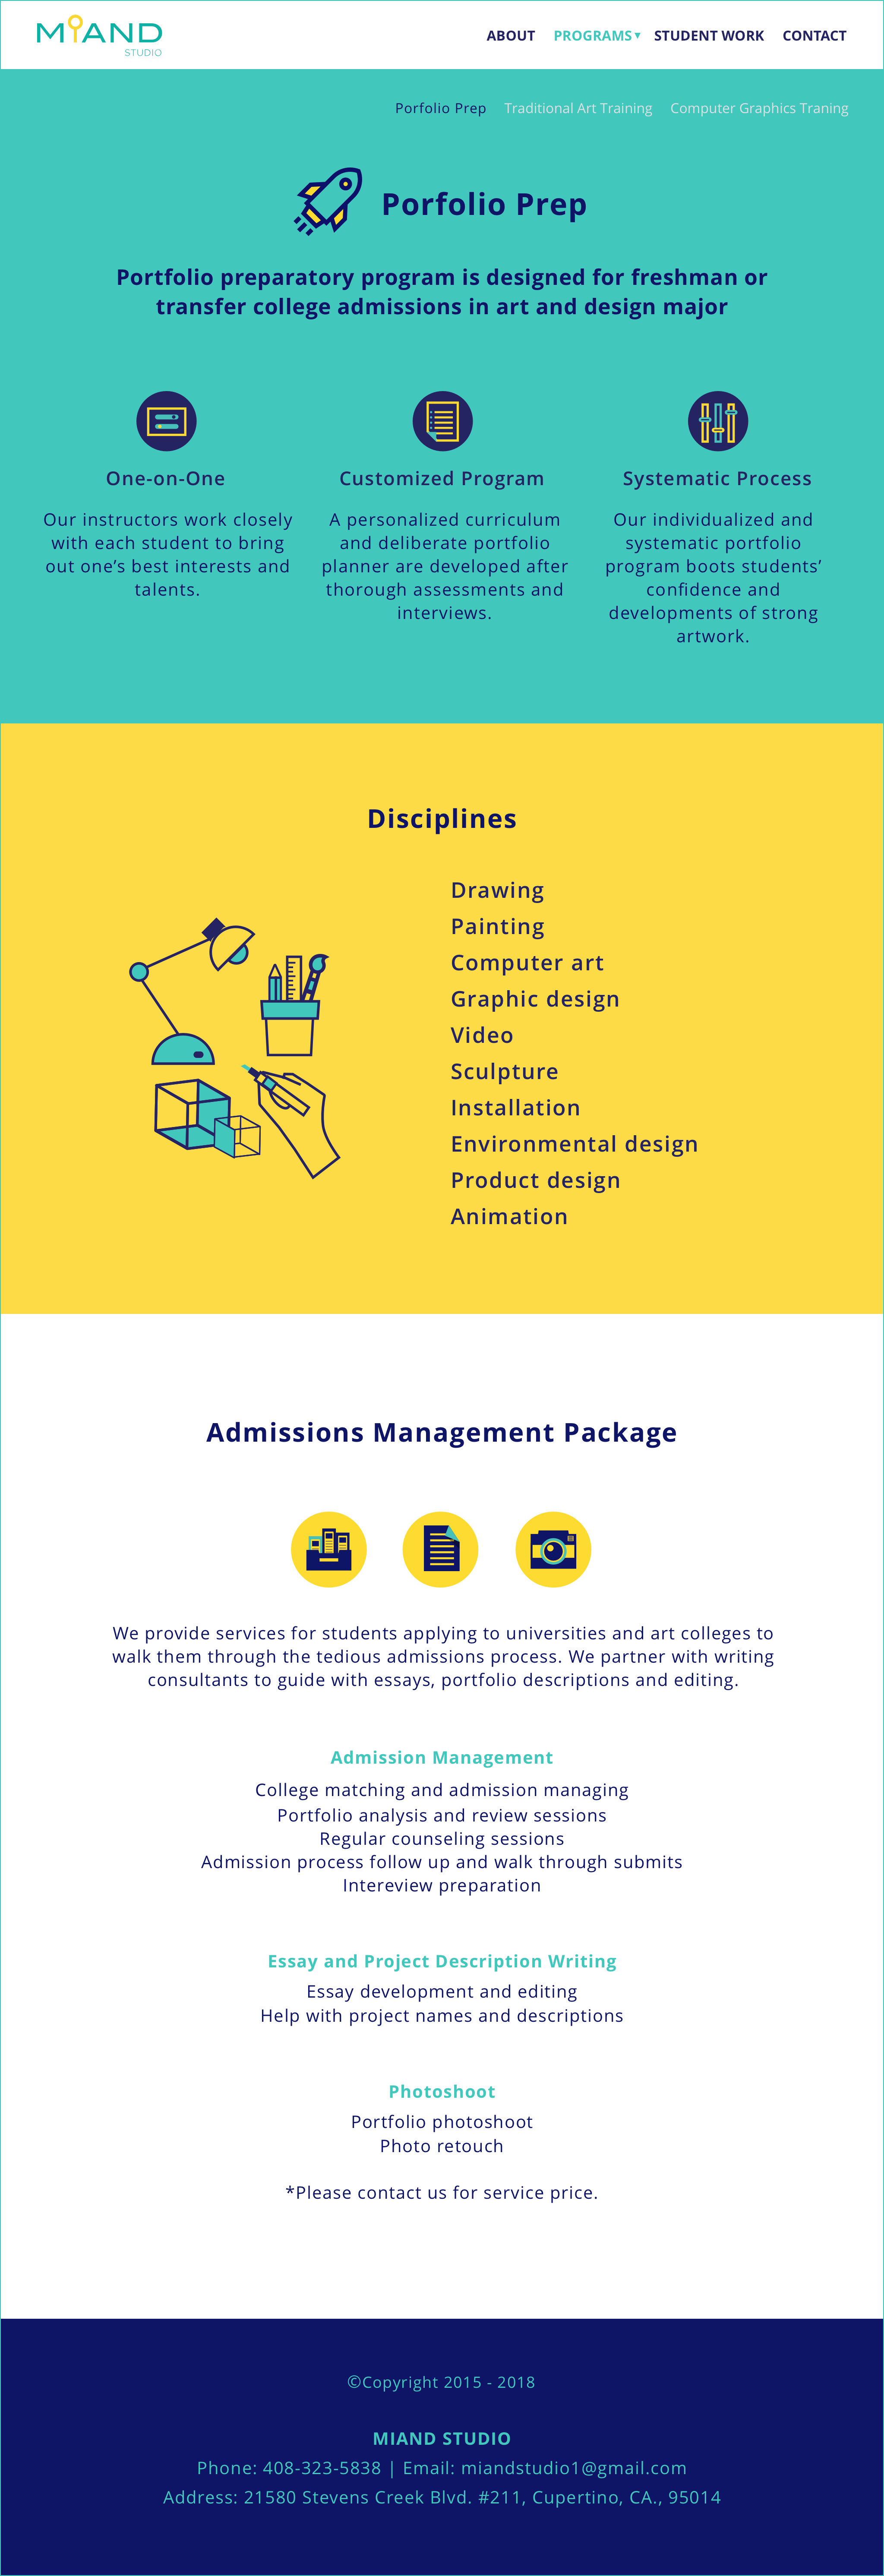 MIAND
STUDIO
ABOUT PROGRAMS▾ STUDENT WORK CONTACT
Porfolio Prep Traditional Art Training Computer Graphics Traning
Porfolio Prep
Portfolio preparatory program is designed for freshman or
transfer college admissions in art and design major
One-on-One
Our instructors work closely
with each student to bring
out one’s best interests and
talents.
Customized Program
A personalized curriculum
and deliberate portfolio
planner are developed after
thorough assessments and
interviews.
Systematic Process
Our individualized and
systematic portfolio
program boots students’
confidence and
developments of strong
artwork.
Disciplines
Drawing
Painting
Computer art
Graphic design
Video
Sculpture
Installation
Environmental design
Product design
Animation
Admissions Management Package
We provide services for students applying to universities and art colleges to
walk them through the tedious admissions process. We partner with writing
consultants to guide with essays, portfolio descriptions and editing.
Admission Management
College matching and admission managing
Portfolio analysis and review sessions
Regular counseling sessions
Admission process follow up and walk through submits
Intereview preparation
Essay and Project Description Writing
Essay development and editing
Help with project names and descriptions
Photoshoot
Portfolio photoshoot
Photo retouch
*Please contact us for service price.
©Copyright 2015 - 2018
MIAND STUDIO
Phone: 408-323-5838 | Email: miandstudio1@gmail.com
Address: 21580 Stevens Creek Blvd. #211, Cupertino, CA., 95014